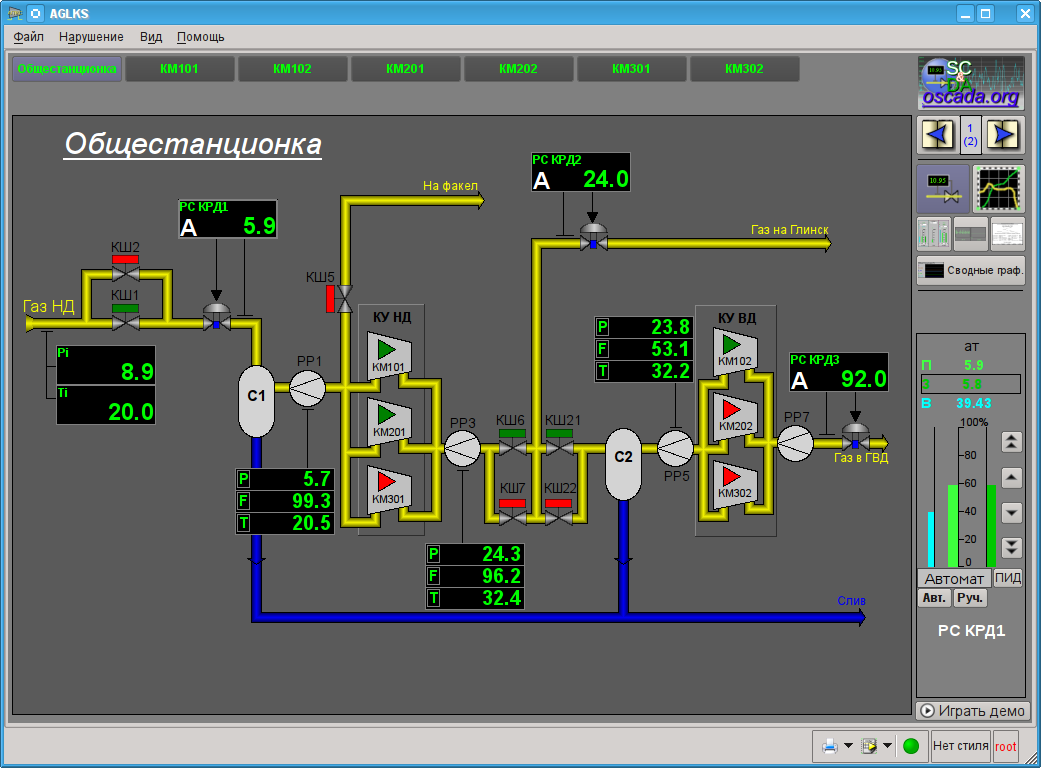 AGLKS
Файл Нарушение Вид Помощь
Общестанционка КМ101 КМ102 КМ201 КМ202 КМ301 КМ302
SC
&
DA
oscada.org
1
(2)
10.95
Сводные граф.
Общестанционка
РС КРД1
А 5.9
РС КРД2
А 24.0
На факел
Газ на Глинск
КШ2
КШ1
КШ5
Газ НД
Pi
8.9
Ti
20.0
С1
РР1
КУ НД
КМ101
КМ201
КМ301
P 5.7
F 99.3
T 20.5
РР3
P 24.3
F 96.2
T 32.4
КШ6 КШ21
КШ7 КШ22
С2
P 23.8
F 53.1
T 32.2
РР5
КУ ВД
КМ102
КМ202
КМ302
РС КРД3
А 92.0
РР7
Газ в ГВД
Слив
ат
П 5.9
З 5.8
В 39.43
100%
80
60
40
20
0
Автомат ПИД
Авт. Руч.
РС КРД1
Играть демо
Нет стиля root